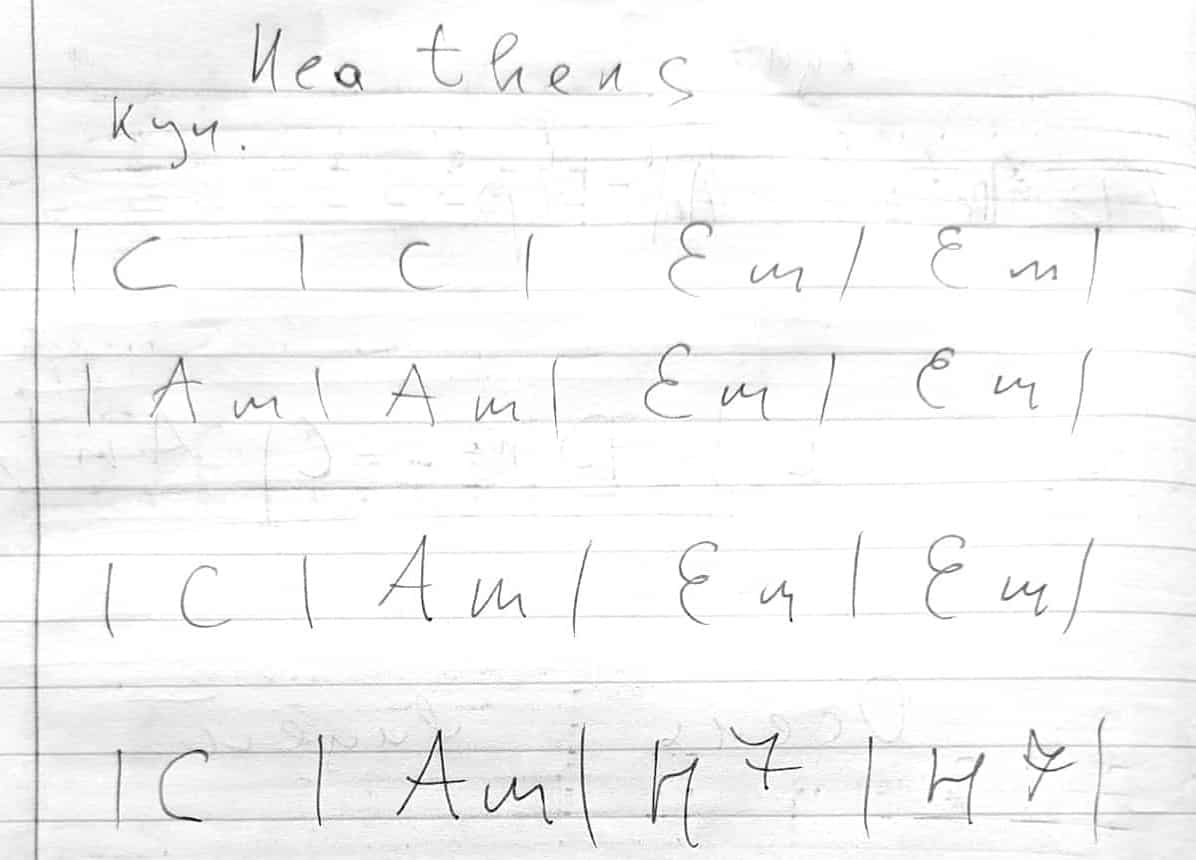 Heathens
Куп.
| C | C | Em | Em |
| Am | Am | Em | Em |
| C | Am | Em | Em |
| C | Am | H7 | H7 |